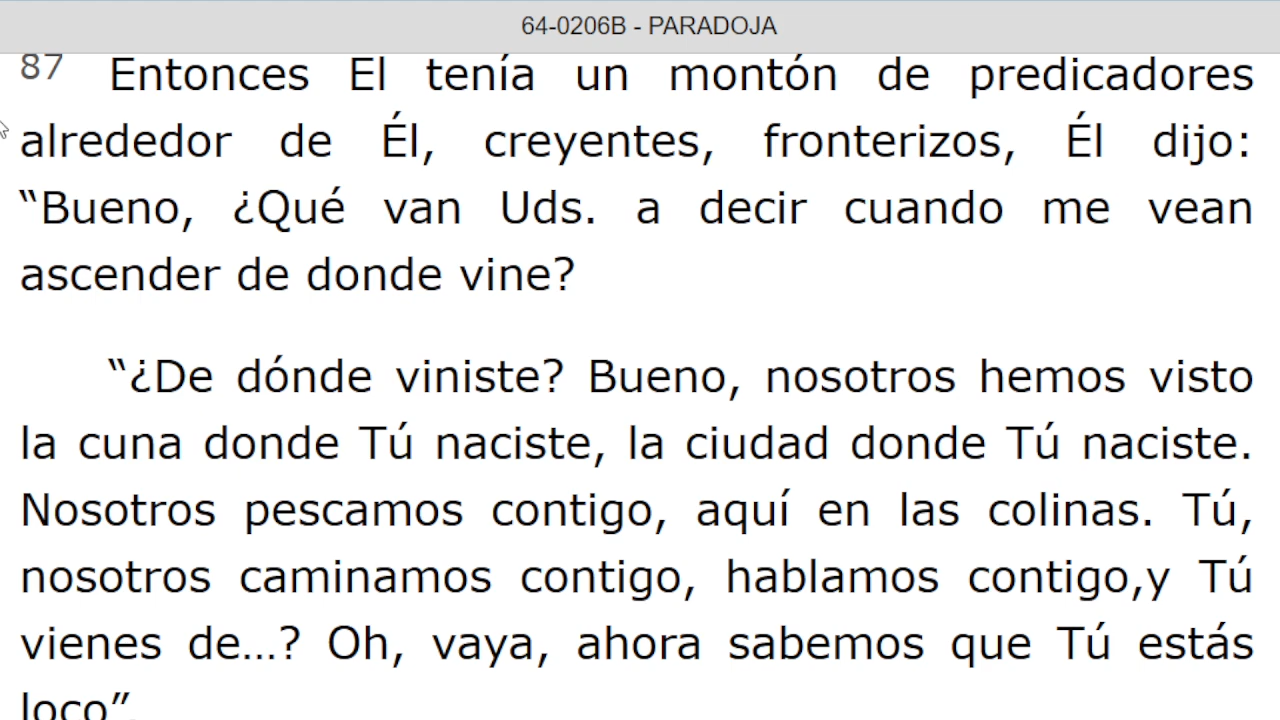 64-0206B - PARADOJA
87 Entonces Él tenía un montón de predicadores
alrededor de Él, creyentes, fronterizos, Él dijo:
“Bueno, ¿Qué van Uds. a decir cuando me vean
ascender de donde vine?
“¿De dónde viniste? Bueno, nosotros hemos visto
la cuna donde Tú naciste, la ciudad donde Tú naciste.
Nosotros pescamos contigo, aquí en las colinas. Tú,
nosotros caminamos contigo, hablamos contigo,y Tú
vienes de…? Oh, vaya, ahora sabemos que Tú estás
loco”.